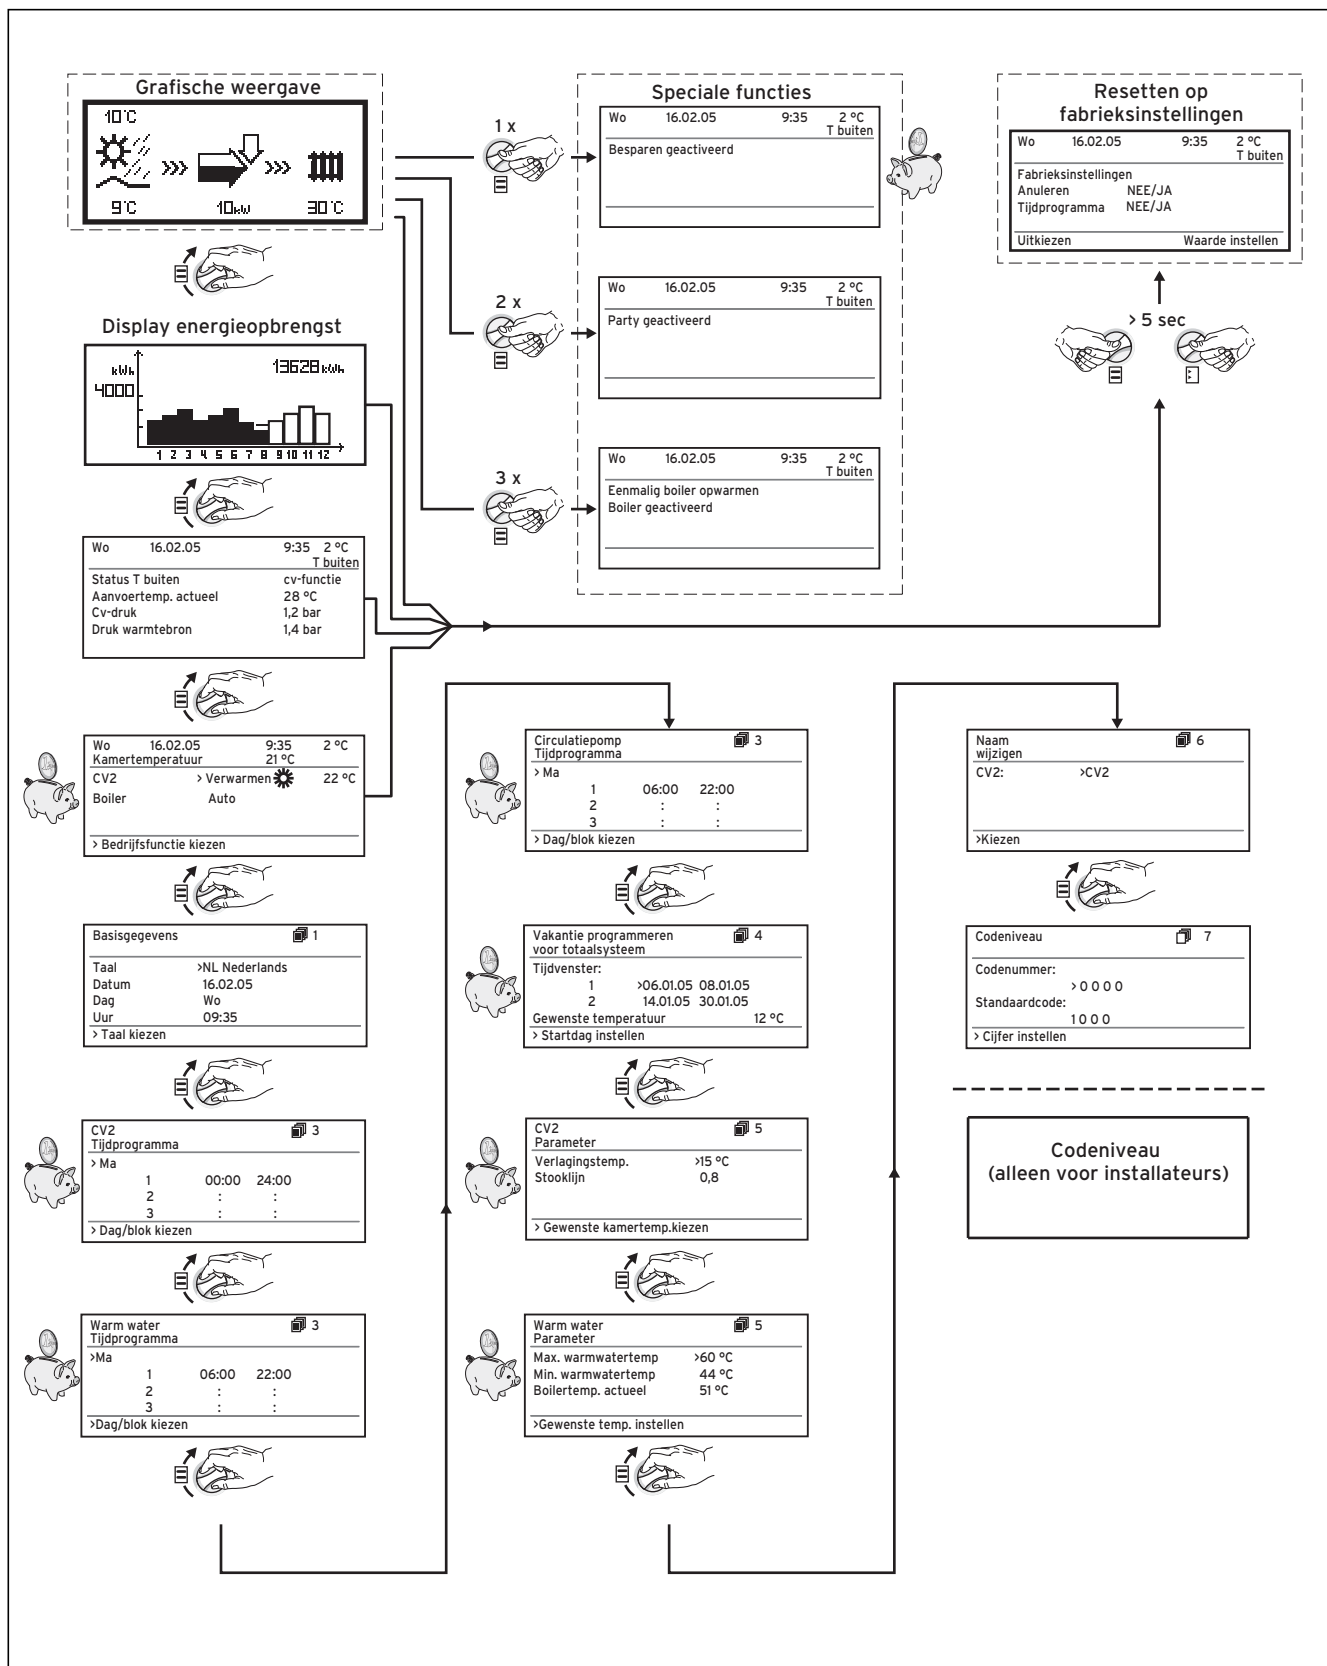 Grafische weergave
10°C
9°C 10kW 30°C
Display energieopbrengst
kWh 13628 kWh
4000
1 2 3 4 5 6 7 8 9 10 11 12
Wo 16.02.05 9:35 2 °C
T buiten
Status T buiten cv-functie
Aanvoertemp. actueel 28 °C
Cv-druk 1,2 bar
Druk warmtebron 1,4 bar
Wo 16.02.05 9:35 2 °C
Kamertemperatuur 21 °C
CV2 > Verwarmen 22 °C
Boiler Auto
> Bedrijfsfunctie kiezen
Basisgegevens 1
Taal >NL Nederlands
Datum 16.02.05
Dag Wo
Uur 09:35
> Taal kiezen
CV2 3
Tijdprogramma
> Ma
1 00:00 24:00
2 : :
3 : :
> Dag/blok kiezen
Warm water 3
Tijdprogramma
>Ma
1 06:00 22:00
2 : :
3 : :
>Dag/blok kiezen
Speciale functies
1 x
Wo 16.02.05 9:35 2 °C
T buiten
Besparen geactiveerd
2 x
Wo 16.02.05 9:35 2 °C
T buiten
Party geactiveerd
3 x
Wo 16.02.05 9:35 2 °C
T buiten
Eenmalig boiler opwarmen
Boiler geactiveerd
Resetten op
fabrieksinstellingen
Wo 16.02.05 9:35 2 °C
T buiten
Fabrieksinstellingen
Anuleren NEE/JA
Tijdprogramma NEE/JA
Uitkiezen Waarde instellen
> 5 sec
Circulatiepomp 3
Tijdprogramma
> Ma
1 06:00 22:00
2 : :
3 : :
> Dag/blok kiezen
Vakantie programmeren 4
voor totaalsysteem
Tijdvenster:
1 >06.01.05 08.01.05
2 14.01.05 30.01.05
Gewenste temperatuur 12 °C
> Startdag instellen
CV2 5
Parameter
Verlagingstemp. >15 °C
Stooklijn 0,8
> Gewenste kamertemp.kiezen
Warm water 5
Parameter
Max. warmwatertemp >60 °C
Min. warmwatertemp 44 °C
Boilertemp. actueel 51 °C
>Gewenste temp. instellen
Naam 6
wijzigen
CV2: >CV2
>Kiezen
Codeniveau 7
Codenummer:
> 0 0 0 0
Standaardcode:
1 0 0 0
> Cijfer instellen
Codeniveau
(alleen voor installateurs)